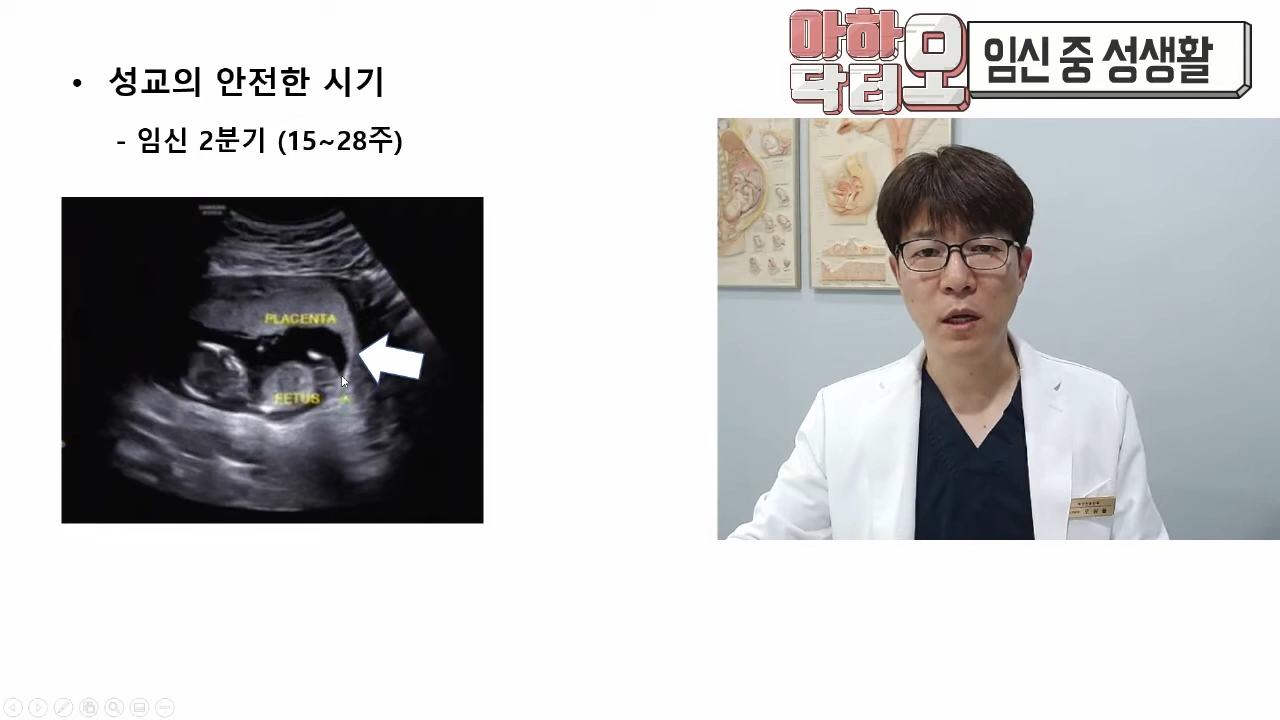 아하
닥터
오
임신 중 성생활
• 성교의 안전한 시기
- 임신 2분기 (15~28주)
PLACENTA
FETUS